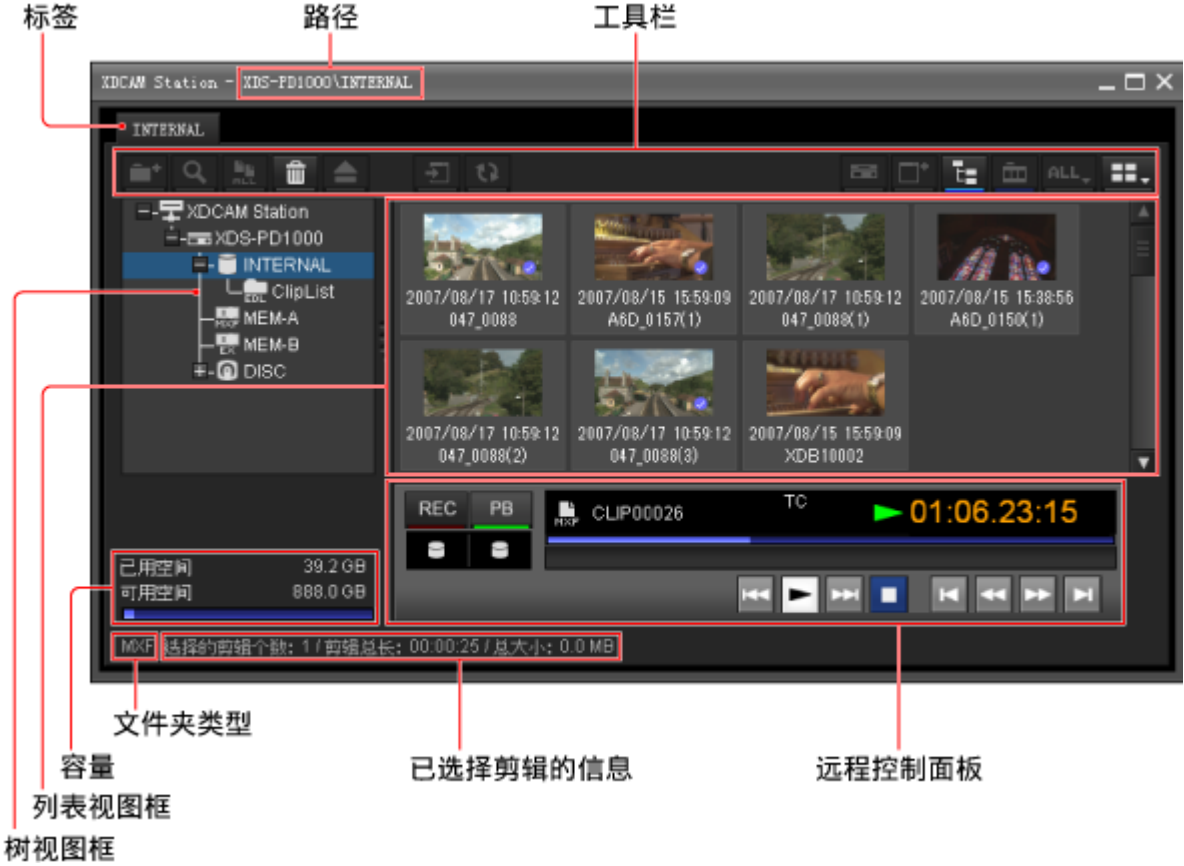 标签
路径
工具栏
XDCAM Station - XDS-PD1000\INTERNAL
INTERNAL
ALL
ALL
XDCAM Station
XDS-PD1000
INTERNAL
EDL ClipList
MXF MEM-A
EX MEM-B
DISC
2007/08/17 10:59:12
047_0088
2007/08/15 15:59:09
A6D_0157(1)
2007/08/17 10:59:12
047_0088(1)
2007/08/15 15:38:56
A6D_0150(1)
2007/08/17 10:59:12
047_0088(2)
2007/08/17 10:59:12
047_0088(3)
2007/08/15 15:59:09
XDB10002
REC
PB
MXF CLIP00026
TC
01:06.23:15
已用空间 39.2 GB
可用空间 888.0 GB
MXF 选择的剪辑个数: 1 / 剪辑总长: 00:00:25 / 总大小: 0.0 MB
文件夹类型
容量
已选择剪辑的信息
远程控制面板
列表视图框
树视图框